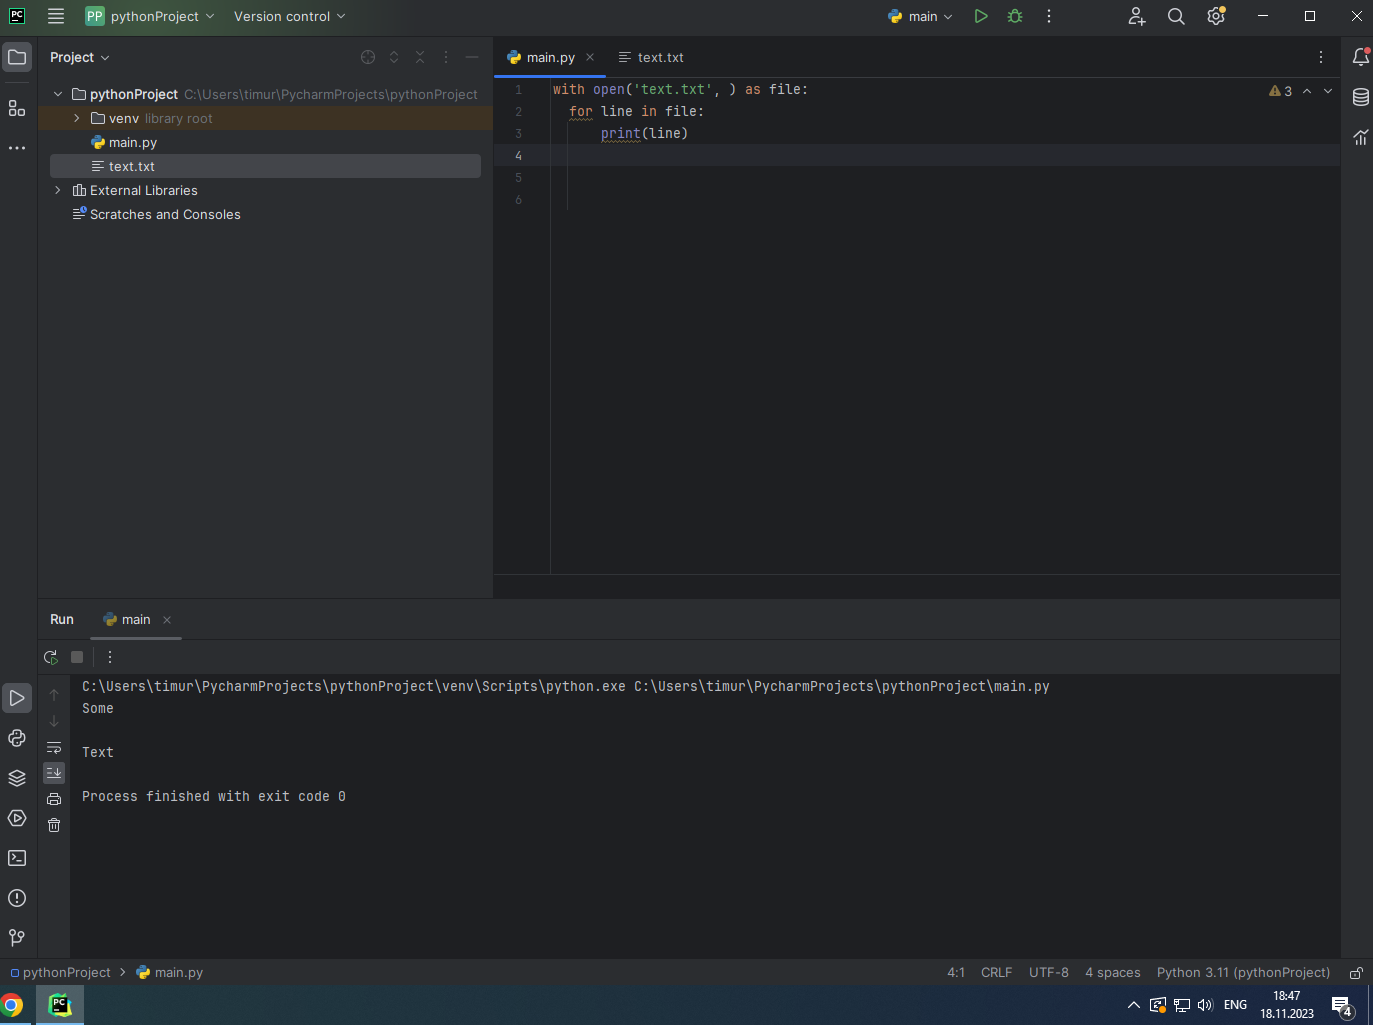 PC PP pythonProject Version control main
Project
main.py text.txt
pythonProject C:\Users\timur\PycharmProjects\pythonProject
venv library root
main.py
text.txt
External Libraries
Scratches and Consoles
1 with open('text.txt', ) as file:
2 for line in file:
3 print(line)
4
5
6
3
Run main
C:\Users\timur\PycharmProjects\pythonProject\venv\Scripts\python.exe C:\Users\timur\PycharmProjects\pythonProject\main.py
Some
Text
Process finished with exit code 0
pythonProject main.py 4:1 CRLF UTF-8 4 spaces Python 3.11 (pythonProject)
PC ENG 18:47 4
18.11.2023